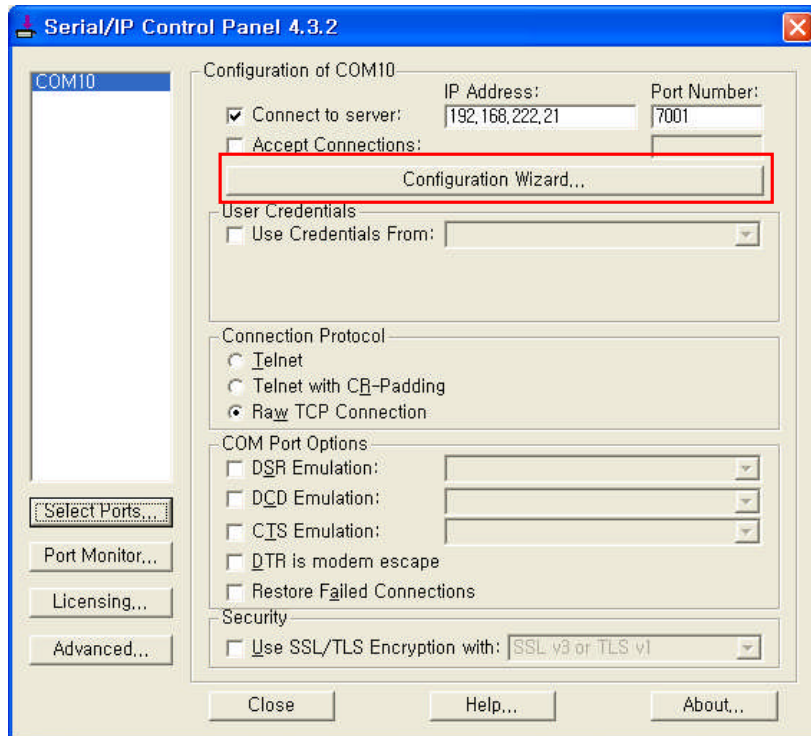 Serial/IP Control Panel 4.3.2
COM10
Configuration of COM10
IP Address: Port Number:
Connect to server: 192,168,222,21 7001
Accept Connections:
Configuration Wizard,,,
User Credentials
Use Credentials From:
Connection Protocol
Telnet
Telnet with CR-Padding
Raw TCP Connection
COM Port Options
DSR Emulation:
DCD Emulation:
CTS Emulation:
DTR is modem escape
Restore Failed Connections
Security
Use SSL/TLS Encryption with: SSL v3 or TLS v1
Select Ports,,,
Port Monitor,,,
Licensing,,,
Advanced,,,
Close Help,,, About,,,